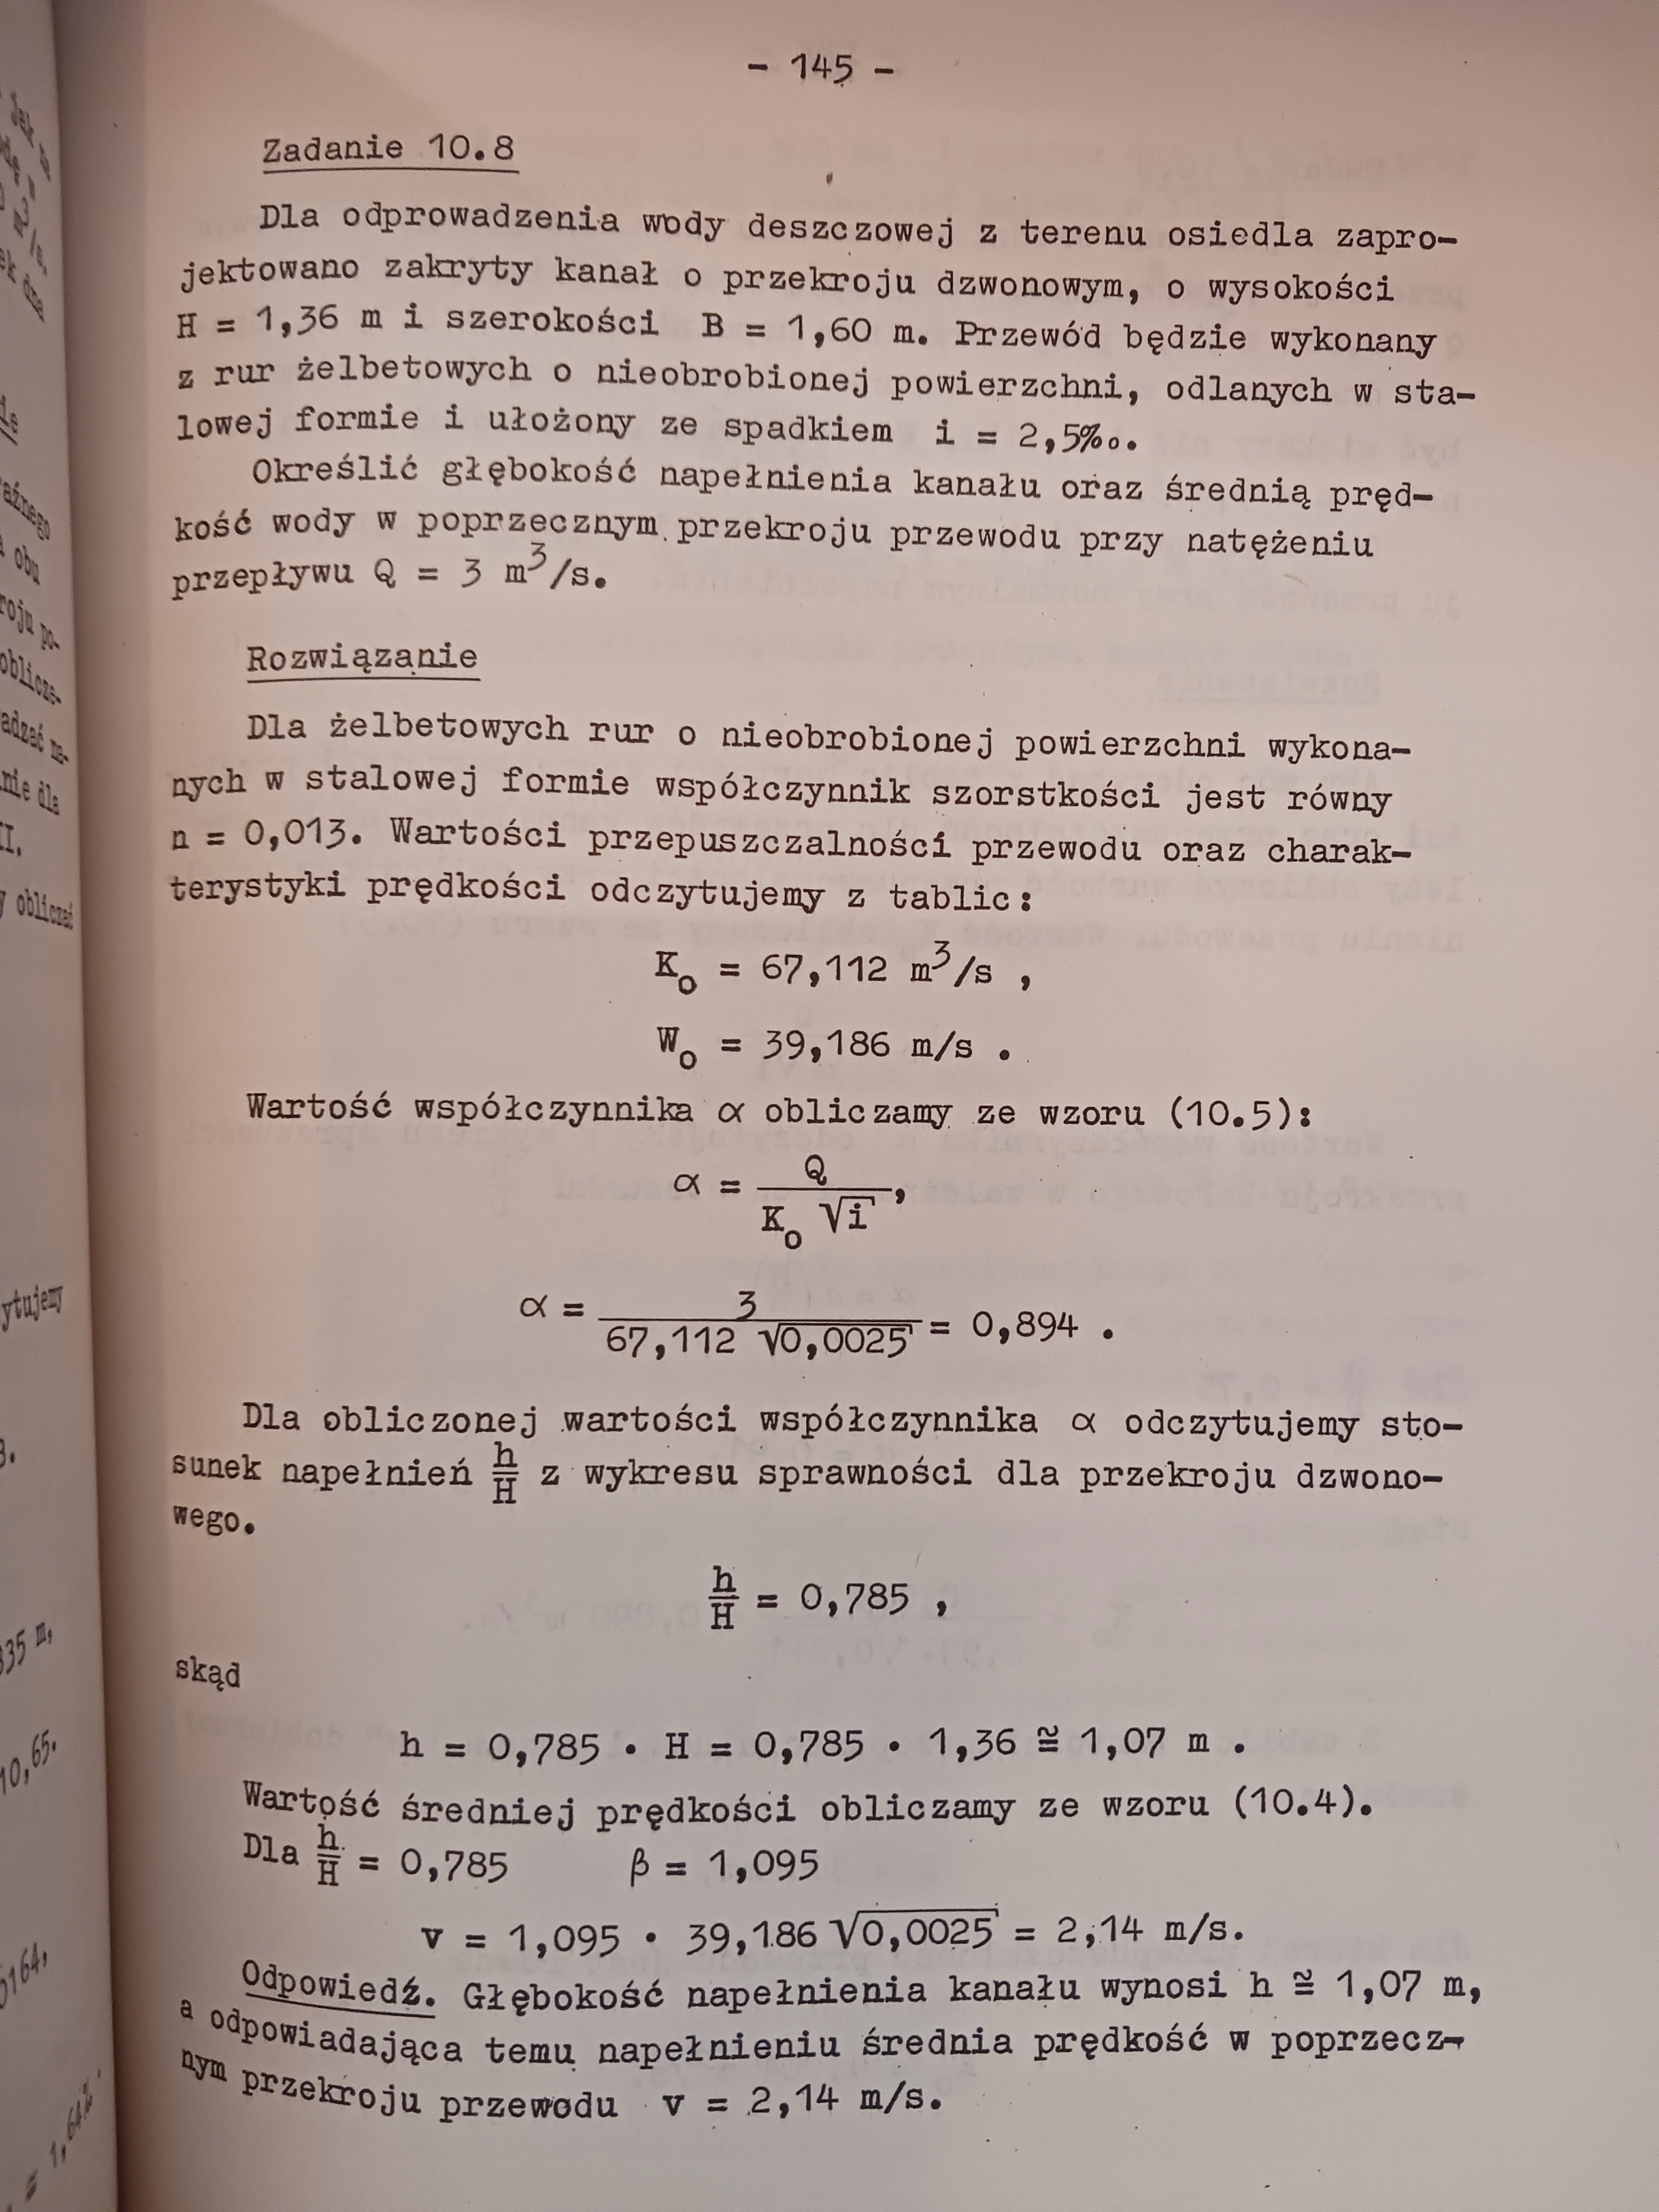 - 145 -
Zadanie 10.8
Dla odprowadzenia wody deszczowej z terenu osiedla zapro-
jektowano zakryty kanał o przekroju dzwonowym, o wysokości
H = 1,36 m i szerokości B = 1,60 m. Przewód będzie wykonany
z rur żelbetowych o nieobrobionej powierzchni, odlanych w sta-
lowej formie i ułożony ze spadkiem i = 2,5‰.
Określić głębokość napełnienia kanału oraz średnią pręd-
kość wody w poprzecznym przekroju przewodu przy natężeniu
przepływu Q = 3 m³/s.
Rozwiązanie
Dla żelbetowych rur o nieobrobionej powierzchni wykona-
nych w stalowej formie współczynnik szorstkości jest równy
n = 0,013. Wartości przepuszczalności przewodu oraz charak-
terystyki prędkości odczytujemy z tablic:
K₀ = 67,112 m³/s ,
W₀ = 39,186 m/s .
Wartość współczynnika α obliczamy ze wzoru (10.5):
α = Q / (K₀ √i),
α = 3 / (67,112 √0,0025) = 0,894 .
Dla obliczonej wartości współczynnika α odczytujemy sto-
sunek napełnień h/H z wykresu sprawności dla przekroju dzwono-
wego.
h/H = 0,785 ,
skąd
h = 0,785 • H = 0,785 • 1,36 ≅ 1,07 m .
Wartość średniej prędkości obliczamy ze wzoru (10.4).
Dla h/H = 0,785 β = 1,095
v = 1,095 • 39,186 √0,0025 = 2,14 m/s.
Odpowiedź. Głębokość napełnienia kanału wynosi h ≅ 1,07 m,
a odpowiadająca temu napełnieniu średnia prędkość w poprzecz-
nym przekroju przewodu v = 2,14 m/s.